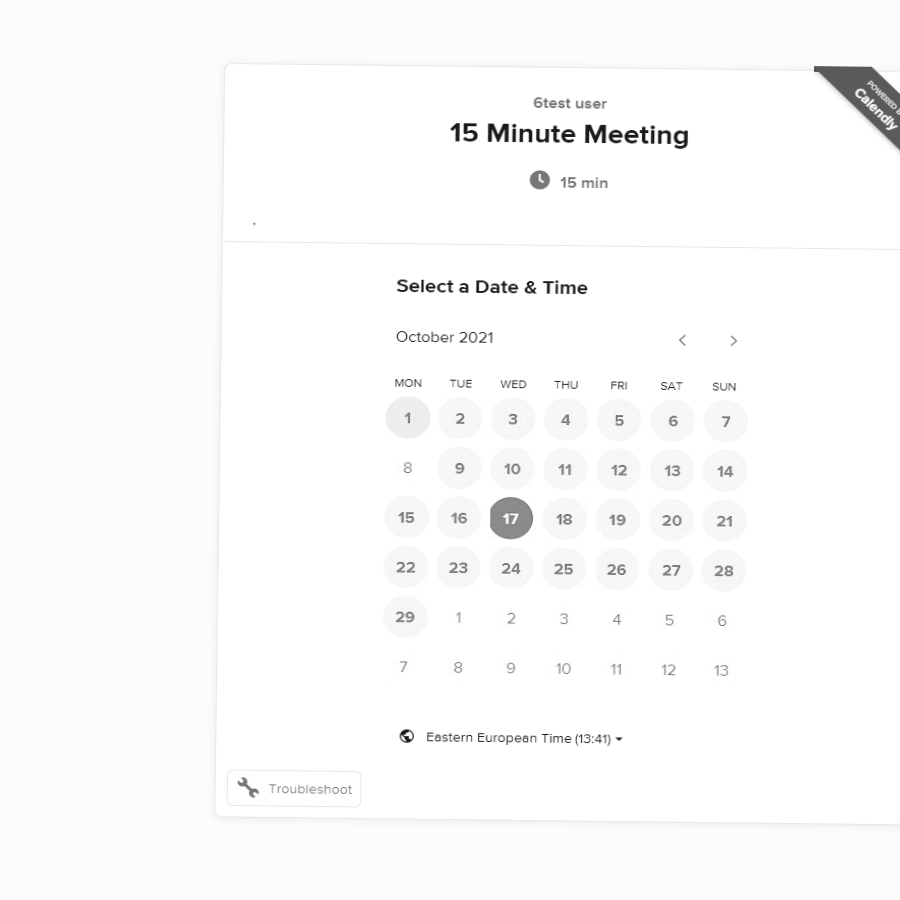 POWERED
Calendly
6test user
15 Minute Meeting
15 min
Select a Date & Time
October 2021
MON TUE WED THU FRI SAT SUN
1 2 3 4 5 6 7
8 9 10 11 12 13 14
15 16 17 18 19 20 21
22 23 24 25 26 27 28
29 1 2 3 4 5 6
7 8 9 10 11 12 13
Eastern European Time (13:41)
Troubleshoot